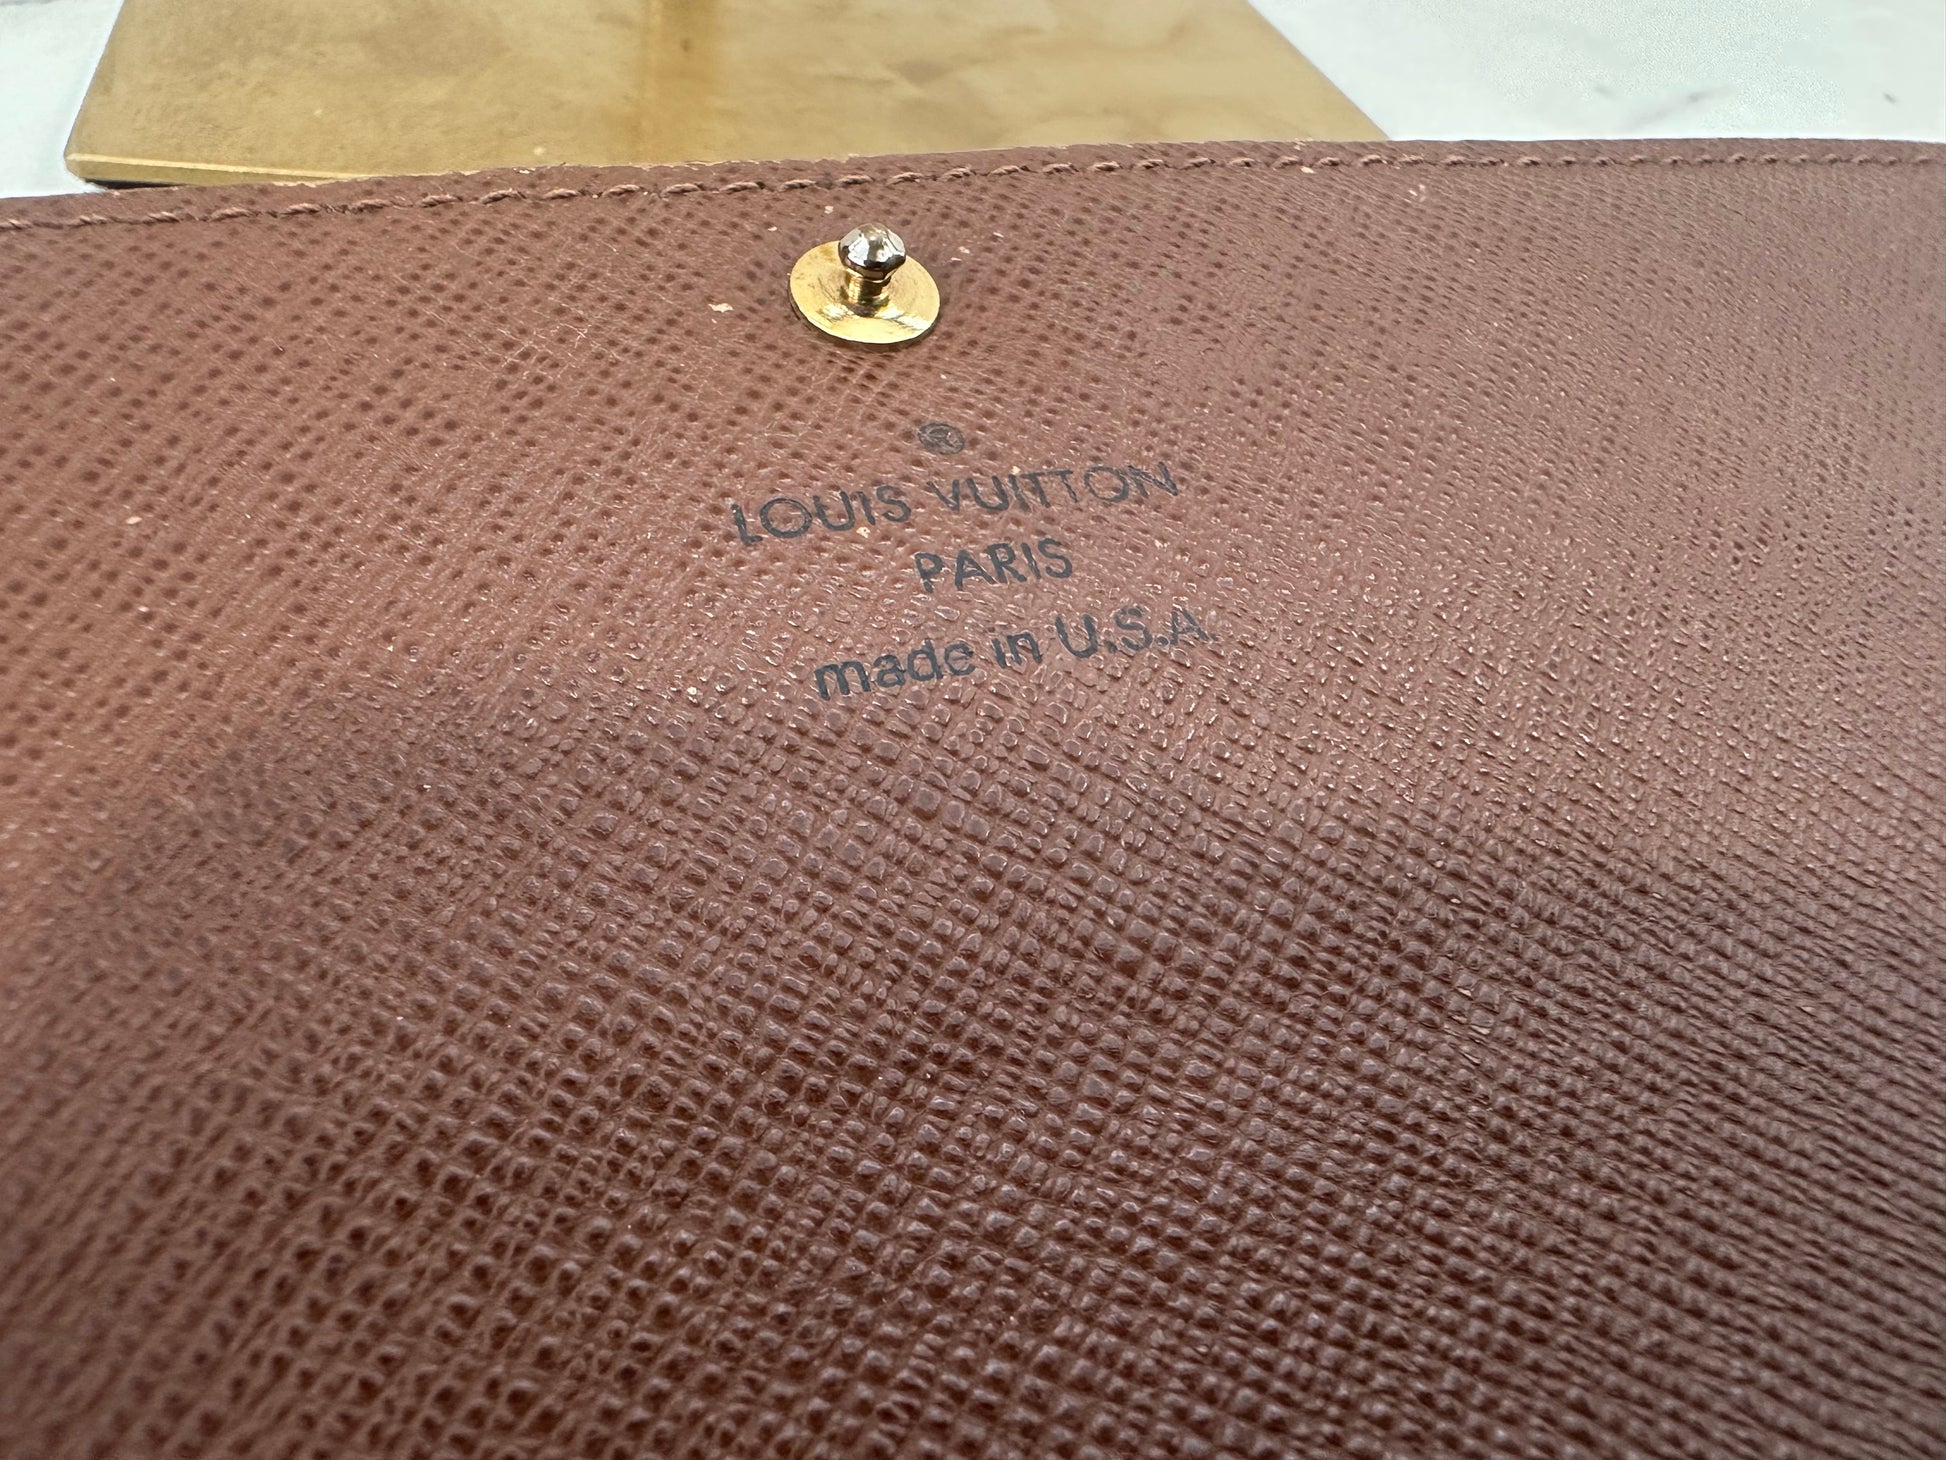 ®
LOUIS VUITTON
PARIS
made in U.S.A.